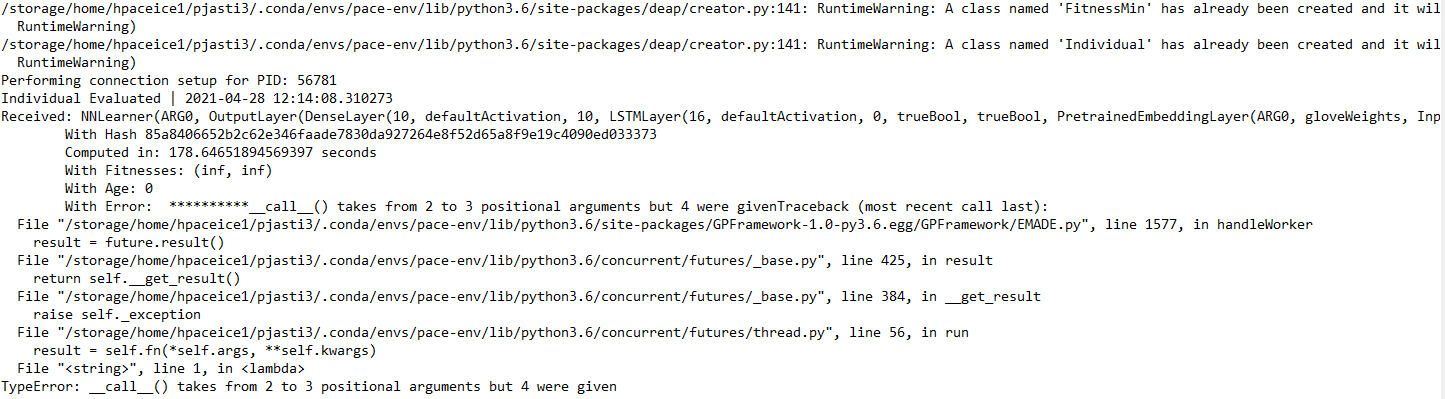 /storage/home/hpaceice1/pjasti3/.conda/envs/pace-env/lib/python3.6/site-packages/deap/creator.py:141: RuntimeWarning: A class named 'FitnessMin' has already been created and it wil
RuntimeWarning)
/storage/home/hpaceice1/pjasti3/.conda/envs/pace-env/lib/python3.6/site-packages/deap/creator.py:141: RuntimeWarning: A class named 'Individual' has already been created and it wil
RuntimeWarning)
Performing connection setup for PID: 56781
Individual Evaluated | 2021-04-28 12:14:08.310273
Received: NNLearner(ARG0, OutputLayer(DenseLayer(10, defaultActivation, 10, LSTMLayer(16, defaultActivation, 0, trueBool, trueBool, PretrainedEmbeddingLayer(ARG0, gloveWeights, Inp
With Hash 85a8406652b2c62e346faade7830da927264e8f52d65a8f9e19c4090ed033373
Computed in: 178.64651894569397 seconds
With Fitnesses: (inf, inf)
With Age: 0
With Error:  **********__call__() takes from 2 to 3 positional arguments but 4 were givenTraceback (most recent call last):
File "/storage/home/hpaceice1/pjasti3/.conda/envs/pace-env/lib/python3.6/site-packages/GPFramework-1.0-py3.6.egg/GPFramework/EMADE.py", line 1577, in handleWorker
result = future.result()
File "/storage/home/hpaceice1/pjasti3/.conda/envs/pace-env/lib/python3.6/concurrent/futures/_base.py", line 425, in result
return self.__get_result()
File "/storage/home/hpaceice1/pjasti3/.conda/envs/pace-env/lib/python3.6/concurrent/futures/_base.py", line 384, in __get_result
raise self._exception
File "/storage/home/hpaceice1/pjasti3/.conda/envs/pace-env/lib/python3.6/concurrent/futures/thread.py", line 56, in run
result = self.fn(*self.args, **self.kwargs)
File "<string>", line 1, in <lambda>
TypeError: __call__() takes from 2 to 3 positional arguments but 4 were given